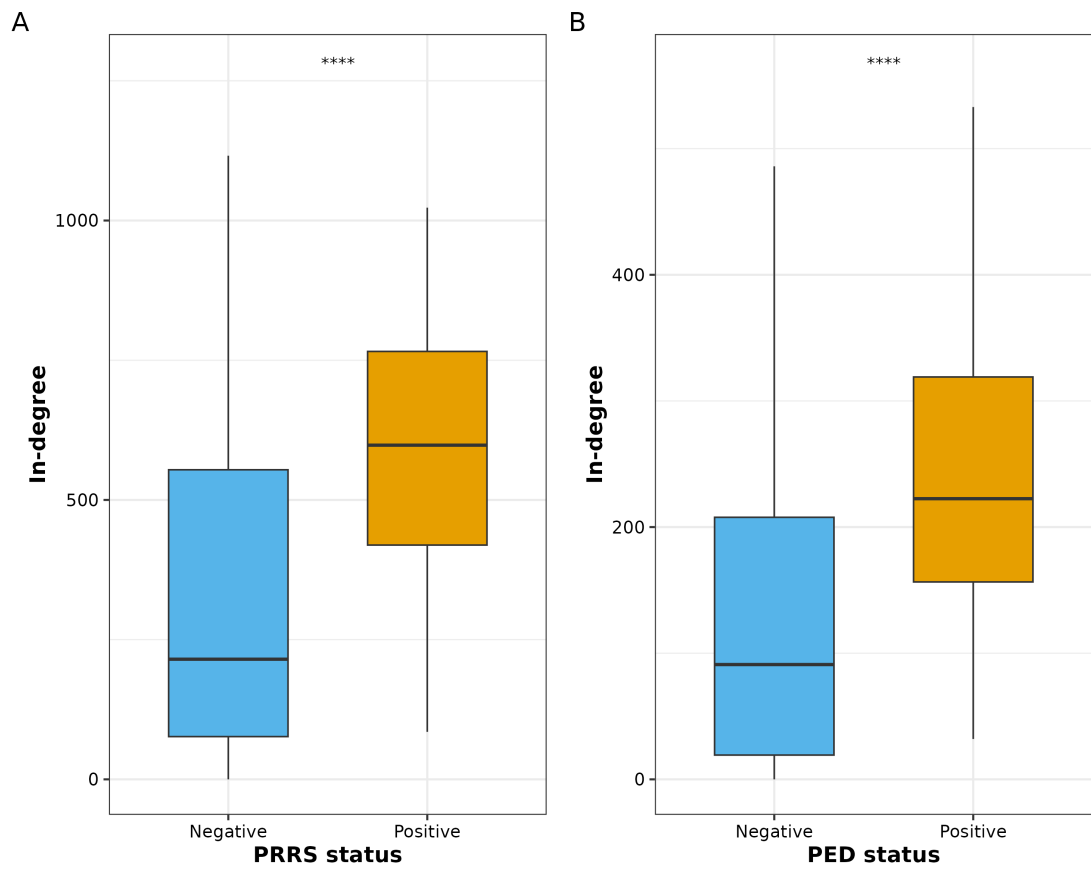 A
****
1000
500
0
In-degree
Negative
Positive
PRRS status
B
****
400
200
0
In-degree
Negative
Positive
PED status